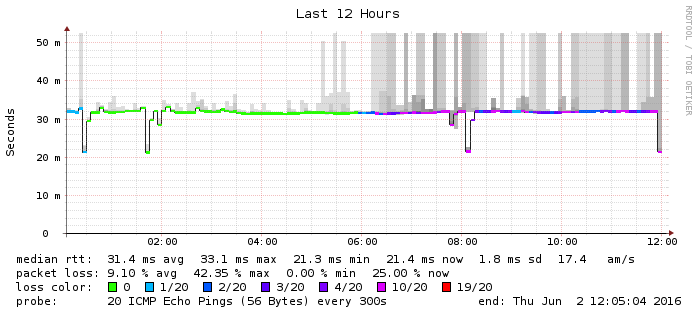 Last 12 Hours
RRDTOOL / TOBI OETIKER
Seconds
50 m
40 m
30 m
20 m
10 m
0
02:00 04:00 06:00 08:00 10:00 12:00
median rtt: 31.4 ms avg 33.1 ms max 21.3 ms min 21.4 ms now 1.8 ms sd 17.4 am/s
packet loss: 9.10 % avg 42.35 % max 0.00 % min 25.00 % now
loss color: 0 1/20 2/20 3/20 4/20 10/20 19/20
probe: 20 ICMP Echo Pings (56 Bytes) every 300s end: Thu Jun 2 12:05:04 2016